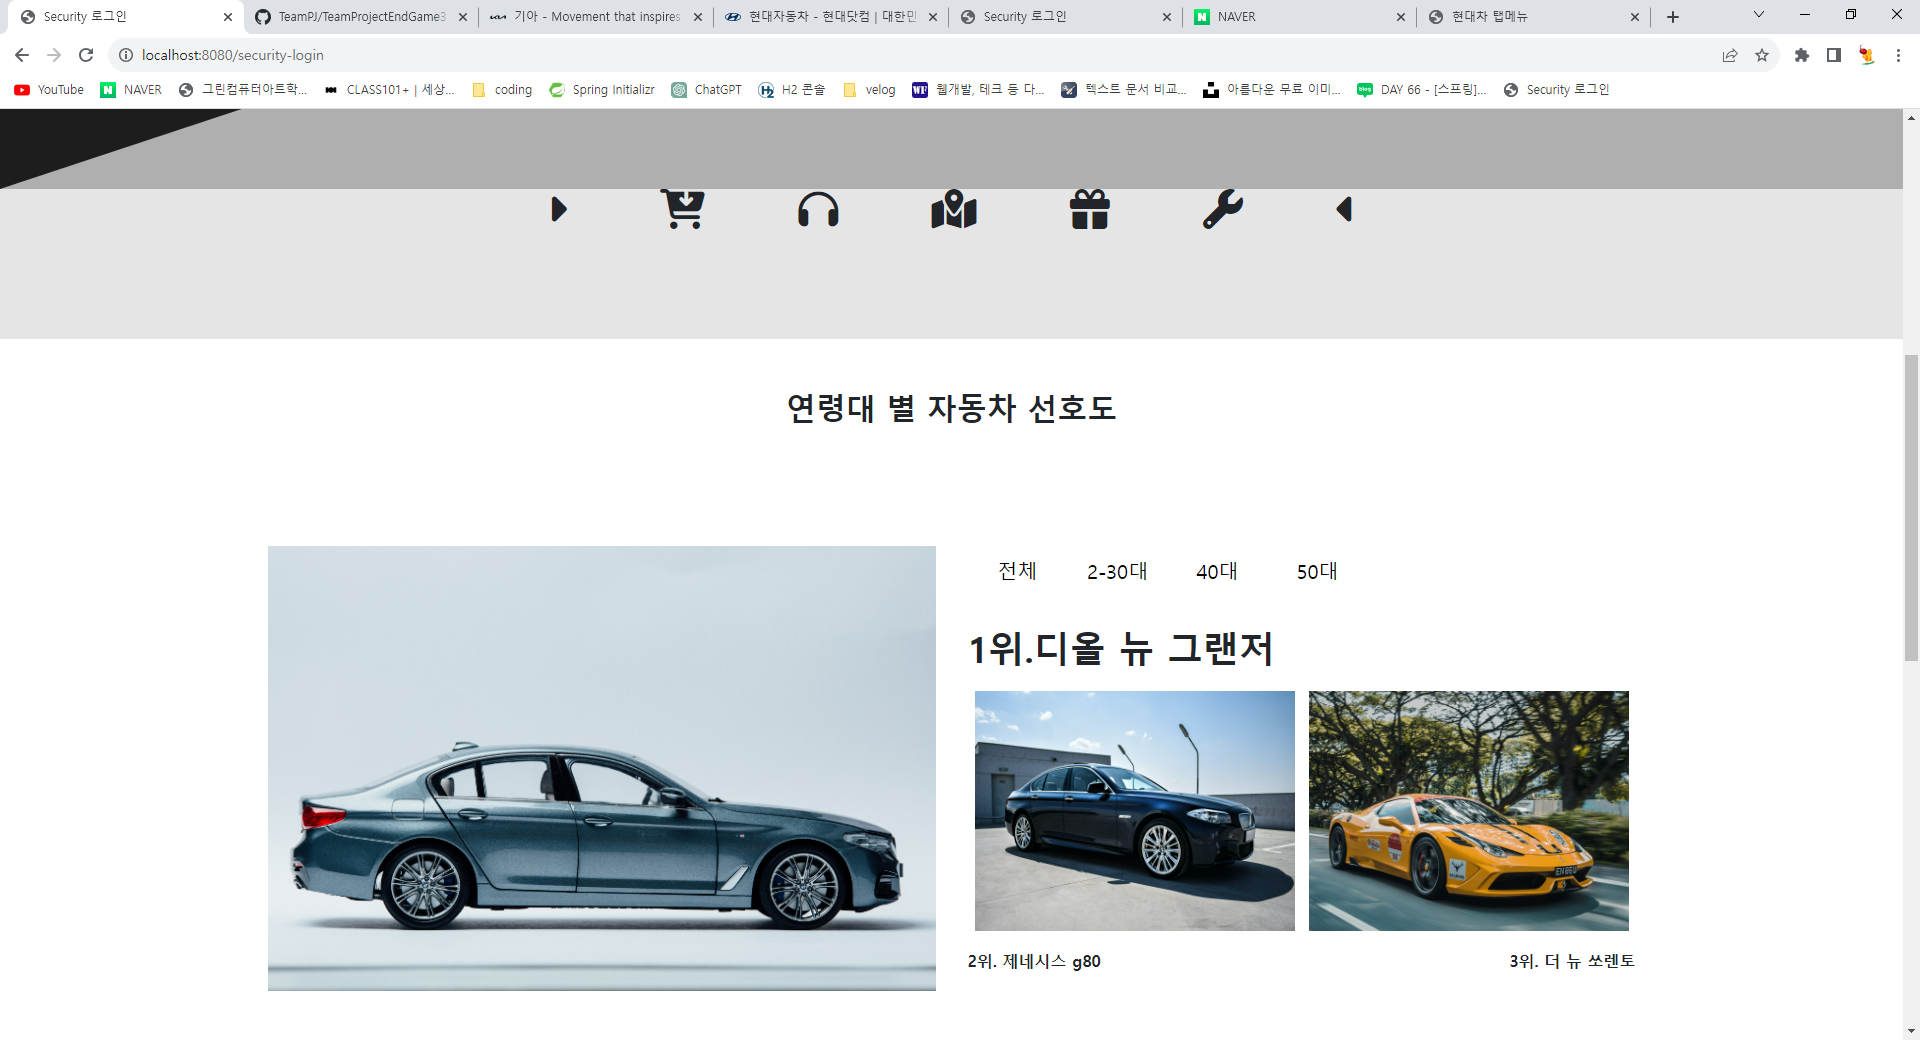 Security 로그인
TeamPJ/TeamProjectEndGame3
기아 - Movement that inspires
현대자동차 - 현대닷컴 | 대한민
Security 로그인
NAVER
현대차 탭메뉴
localhost:8080/security-login
YouTube
NAVER
그린컴퓨터아트학...
CLASS101+ | 세상...
coding
Spring Initializr
ChatGPT
H2 콘솔
velog
웹개발, 테크 등 다...
텍스트 문서 비교...
아름다운 무료 이미...
DAY 66 - [스프링]...
Security 로그인
연령대 별 자동차 선호도
전체
2-30대
40대
50대
1위.디올 뉴 그랜저
2위. 제네시스 g80
3위. 더 뉴 쏘렌토